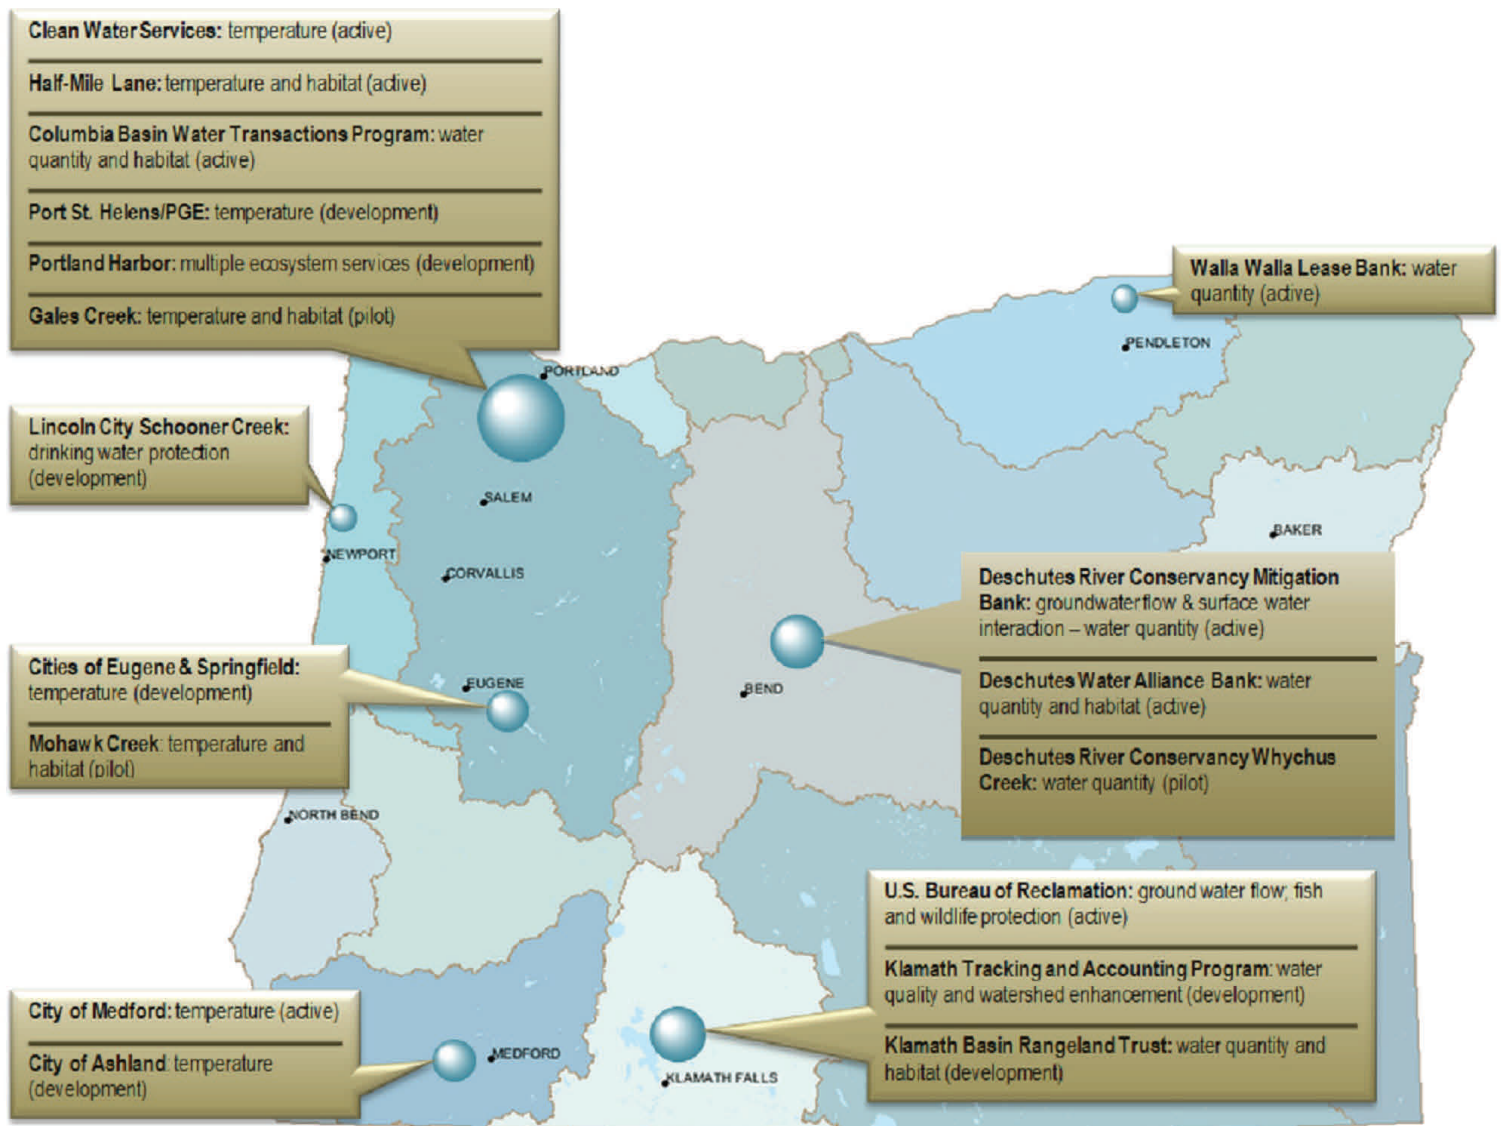 Clean Water Services: temperature (active)
Half-Mile Lane: temperature and habitat (active)
Columbia Basin Water Transactions Program: water
quantity and habitat (active)
Port St. Helens/PGE: temperature (development)
Portland Harbor: multiple ecosystem services (development)
Gales Creek: temperature and habitat (pilot)
Walla Walla Lease Bank: water
quantity (active)
PENDLETON
PORTLAND
Lincoln City Schooner Creek:
drinking water protection
(development)
SALEM
NEWPORT
CORVALLIS
BAKER
Deschutes River Conservancy Mitigation
Bank: groundwater flow & surface water
interaction – water quantity (active)
Deschutes Water Alliance Bank: water
quantity and habitat (active)
Deschutes River Conservancy Whychus
Creek: water quantity (pilot)
Cities of Eugene & Springfield:
temperature (development)
Mohawk Creek: temperature and
habitat (pilot)
EUGENE
BEND
NORTH BEND
U.S. Bureau of Reclamation: ground water flow; fish
and wildlife protection (active)
Klamath Tracking and Accounting Program: water
quality and watershed enhancement (development)
Klamath Basin Rangeland Trust: water quantity and
habitat (development)
City of Medford: temperature (active)
City of Ashland: temperature
(development)
MEDFORD
KLAMATH FALLS